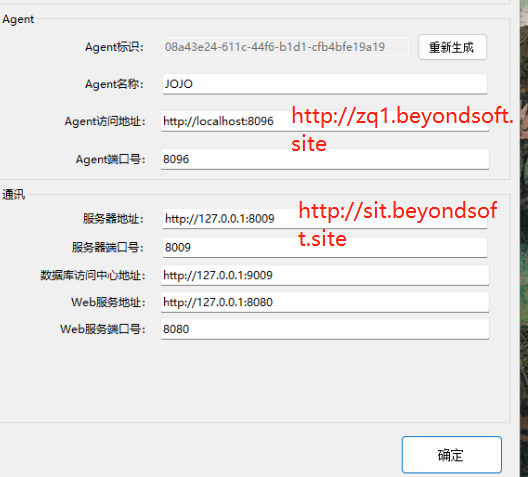 Agent
Agent标识： 08a43e24-611c-44f6-b1d1-cfb4bfe19a19 重新生成
Agent名称： JOJO
Agent访问地址： http://localhost:8096 http://zq1.beyondsoft.
site
Agent端口号： 8096
通讯
服务器地址： http://127.0.0.1:8009 http://sit.beyondsof
t.site
服务器端口号： 8009
数据库访问中心地址： http://127.0.0.1:9009
Web服务地址： http://127.0.0.1:8080
Web服务端口号： 8080
确定